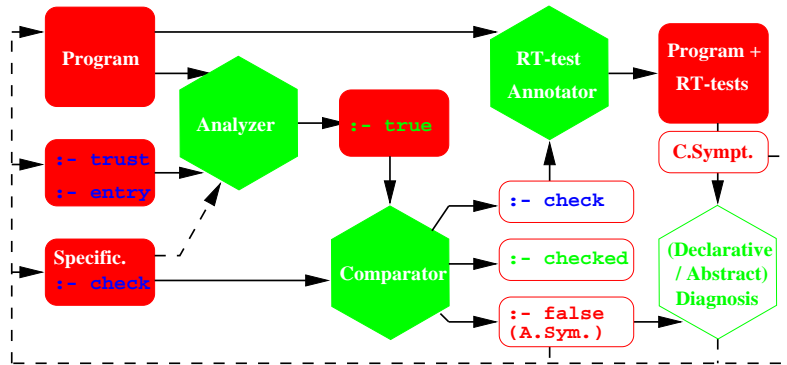 Program
:- trust
:- entry
Specific.
:- check
Analyzer
:- true
Comparator
RT-test
Annotator
:- check
:- checked
:- false
(A.Sym.)
Program +
RT-tests
C.Sympt.
(Declarative
/ Abstract)
Diagnosis